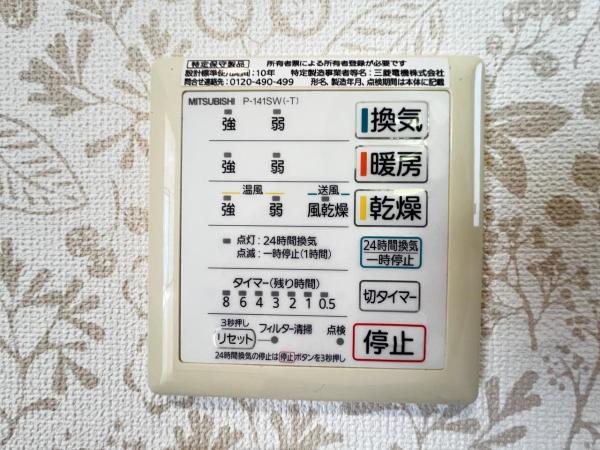 特定保守製品 所有者票による所有者登録が必要です
設計標準使用期間:10年 特定製造事業者等名:三菱電機株式会社
問合せ連絡先:0120-490-499 形名、製造年月、点検期間は本体に記載
MITSUBISHI P-141SW(-T)
強 弱 換気
強 弱 暖房
温風 送風
強 弱 風乾燥 乾燥
点灯:24時間換気
点滅:一時停止(1時間)
24時間換気
一時停止
タイマー(残り時間)
8 6 4 3 2 1 0.5
切タイマー
3秒押し
リセット フィルター清掃 点検
停止
24時間換気の停止は停止ボタンを3秒押し